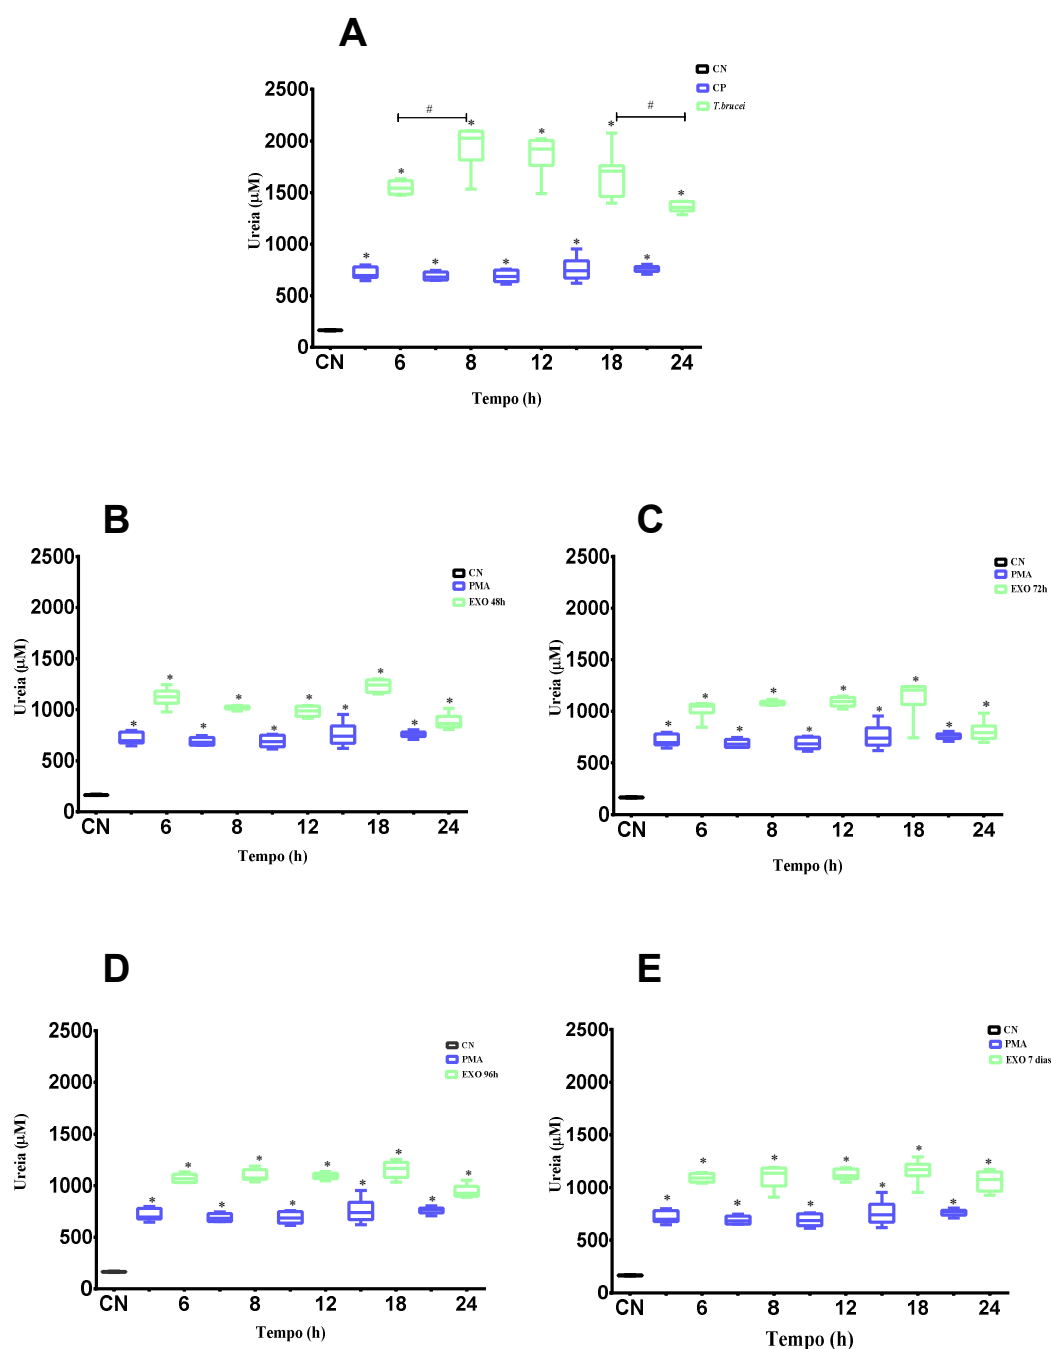 A
CN
CP
T.brucei
2500
2000
1500
1000
500
0
Ureia (µM)
# #
* * * * *
* * * * *
CN 6 8 12 18 24
Tempo (h)
B
CN
PMA
EXO 48h
2500
2000
1500
1000
500
0
Ureia (µM)
* * * * *
* * * * *
CN 6 8 12 18 24
Tempo (h)
C
CN
PMA
EXO 72h
2500
2000
1500
1000
500
0
Ureia (µM)
* * * * *
* * * * *
CN 6 8 12 18 24
Tempo (h)
D
CN
PMA
EXO 96h
2500
2000
1500
1000
500
0
Ureia (µM)
* * * * *
* * * * *
CN 6 8 12 18 24
Tempo (h)
E
CN
PMA
EXO 7 dias
2500
2000
1500
1000
500
0
Ureia (µM)
* * * * *
* * * * *
CN 6 8 12 18 24
Tempo (h)